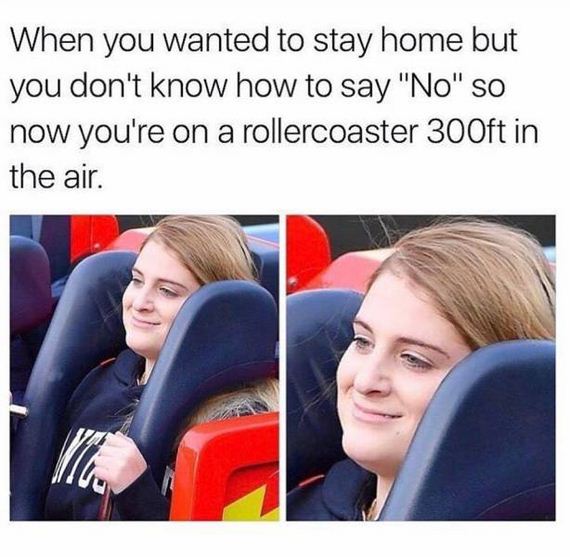 When you wanted to stay home but
you don't know how to say "No" so
now you're on a rollercoaster 300ft in
the air.